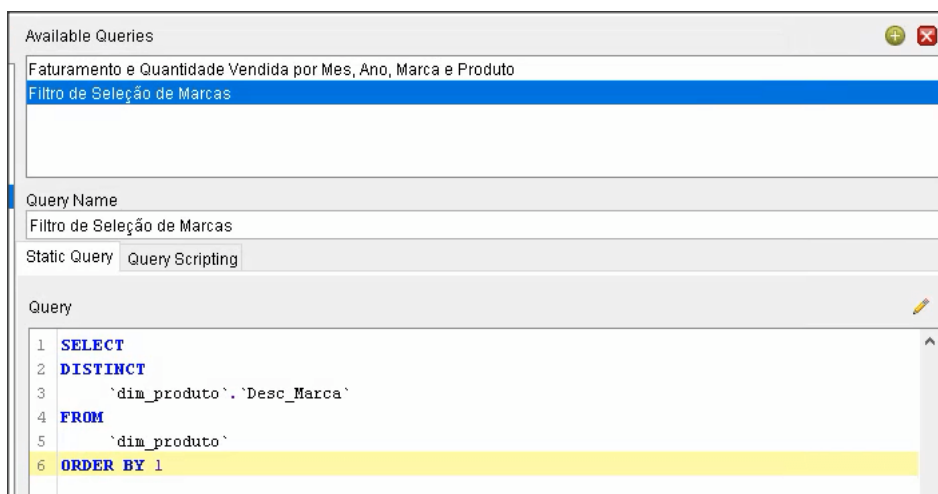 Available Queries
Faturamento e Quantidade Vendida por Mes, Ano, Marca e Produto
Filtro de Seleção de Marcas
Query Name
Filtro de Seleção de Marcas
Static Query Query Scripting
Query
1 SELECT
2 DISTINCT
3 `dim_produto`.`Desc_Marca`
4 FROM
5 `dim_produto`
6 ORDER BY 1